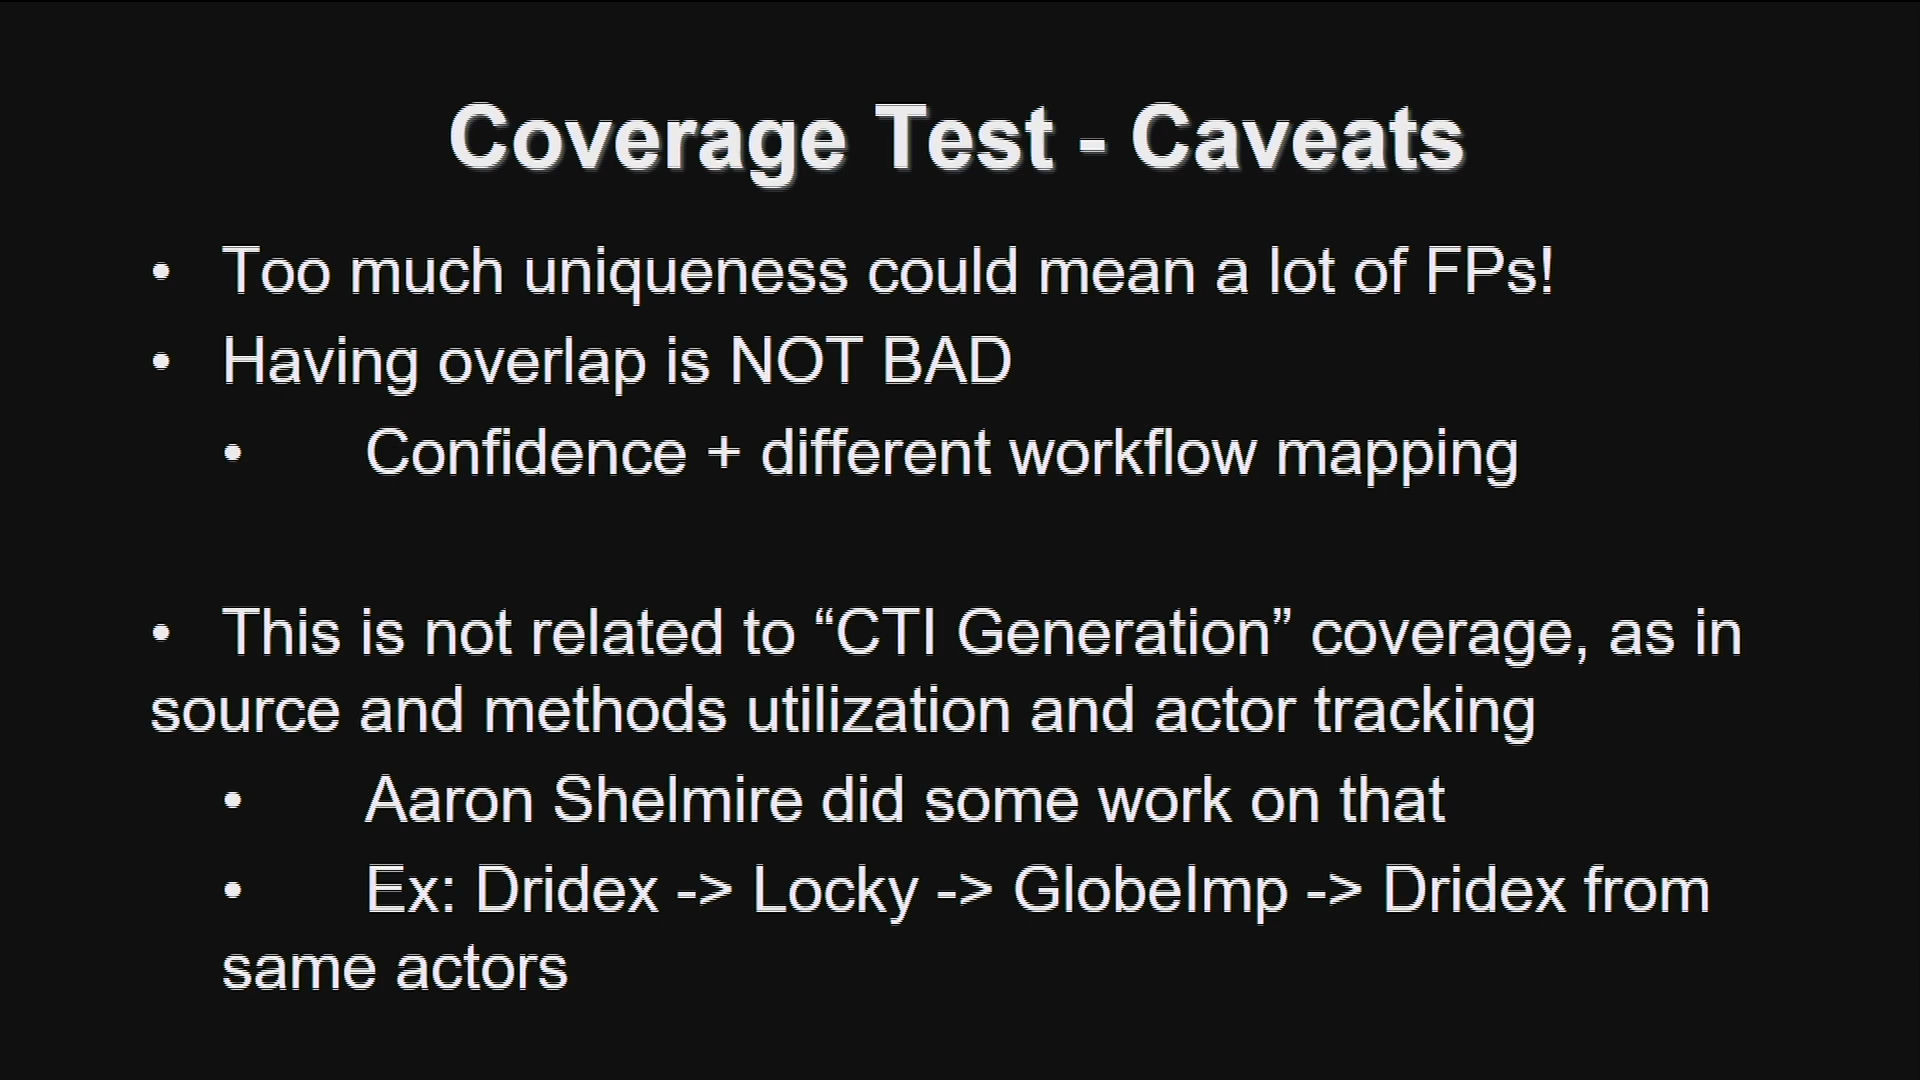 Coverage Test - Caveats
• Too much uniqueness could mean a lot of FPs!
• Having overlap is NOT BAD
• Confidence + different workflow mapping
• This is not related to “CTI Generation” coverage, as in
source and methods utilization and actor tracking
• Aaron Shelmire did some work on that
• Ex: Dridex -> Locky -> GlobeImp -> Dridex from
same actors